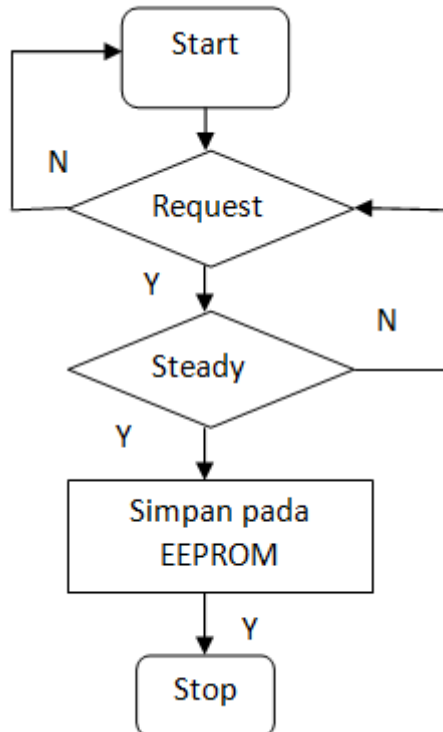 Start
N
Request
Y
N
Steady
Y
Simpan pada
EEPROM
Y
Stop